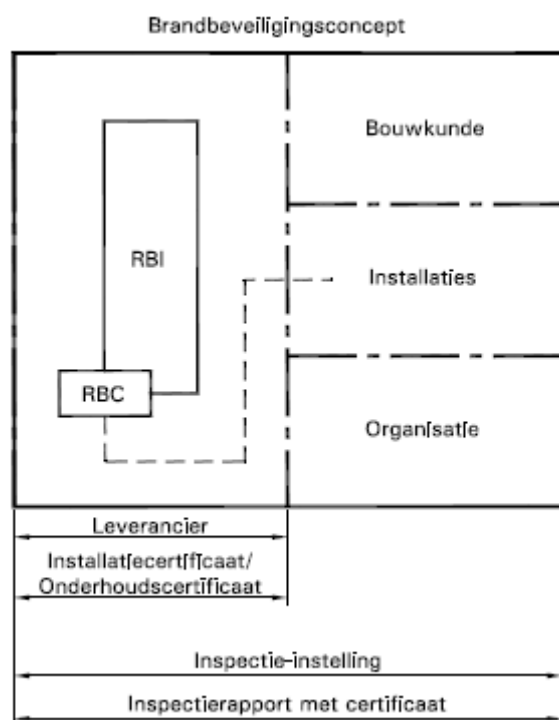 Brandbeveiligingsconcept
Bouwkunde
RBI
Installaties
RBC
Organisatie
Leverancier
Installatiecertificaat/
Onderhoudscertificaat
Inspectie-instelling
Inspectierapport met certificaat